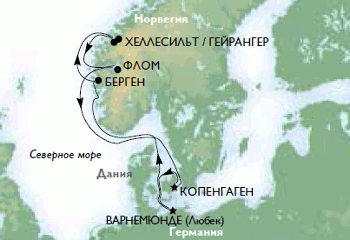 Норвегия
ХЕЛЛЕСИЛЬТ / ГЕЙРАНГЕР
ФЛОМ
БЕРГЕН
Северное море
Дания
КОПЕНГАГЕН
ВАРНЕМЮНДЕ (Любек)
Германия